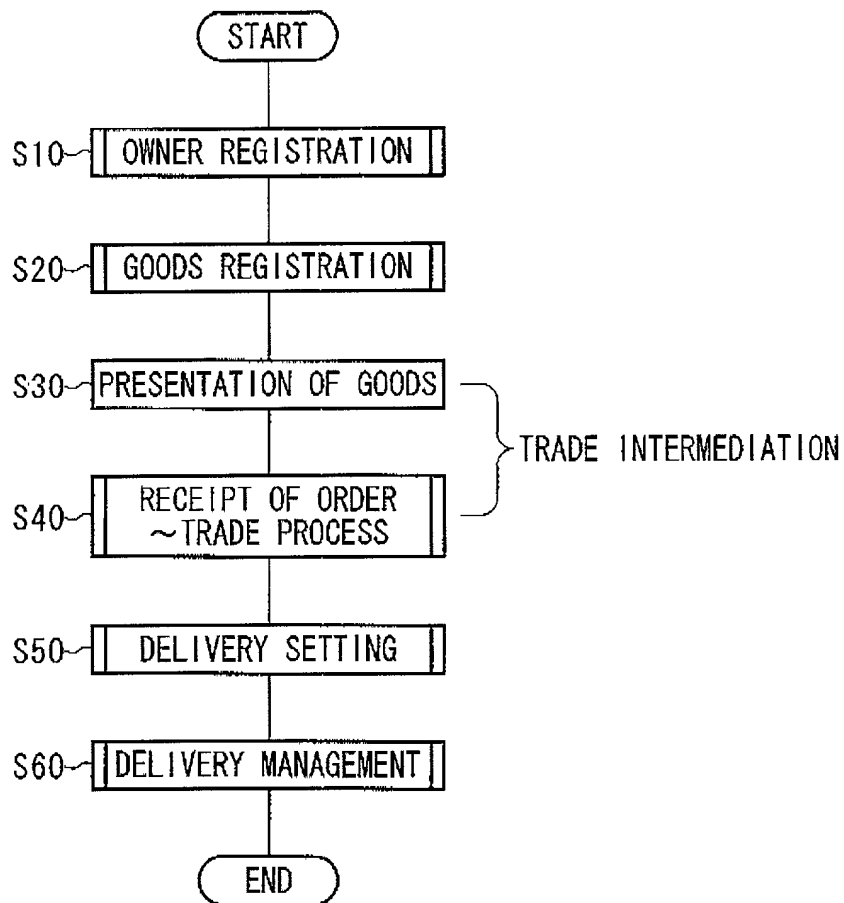 START
S10 OWNER REGISTRATION
S20 GOODS REGISTRATION
S30 PRESENTATION OF GOODS
TRADE INTERMEDIATION
S40 RECEIPT OF ORDER
~TRADE PROCESS
S50 DELIVERY SETTING
S60 DELIVERY MANAGEMENT
END